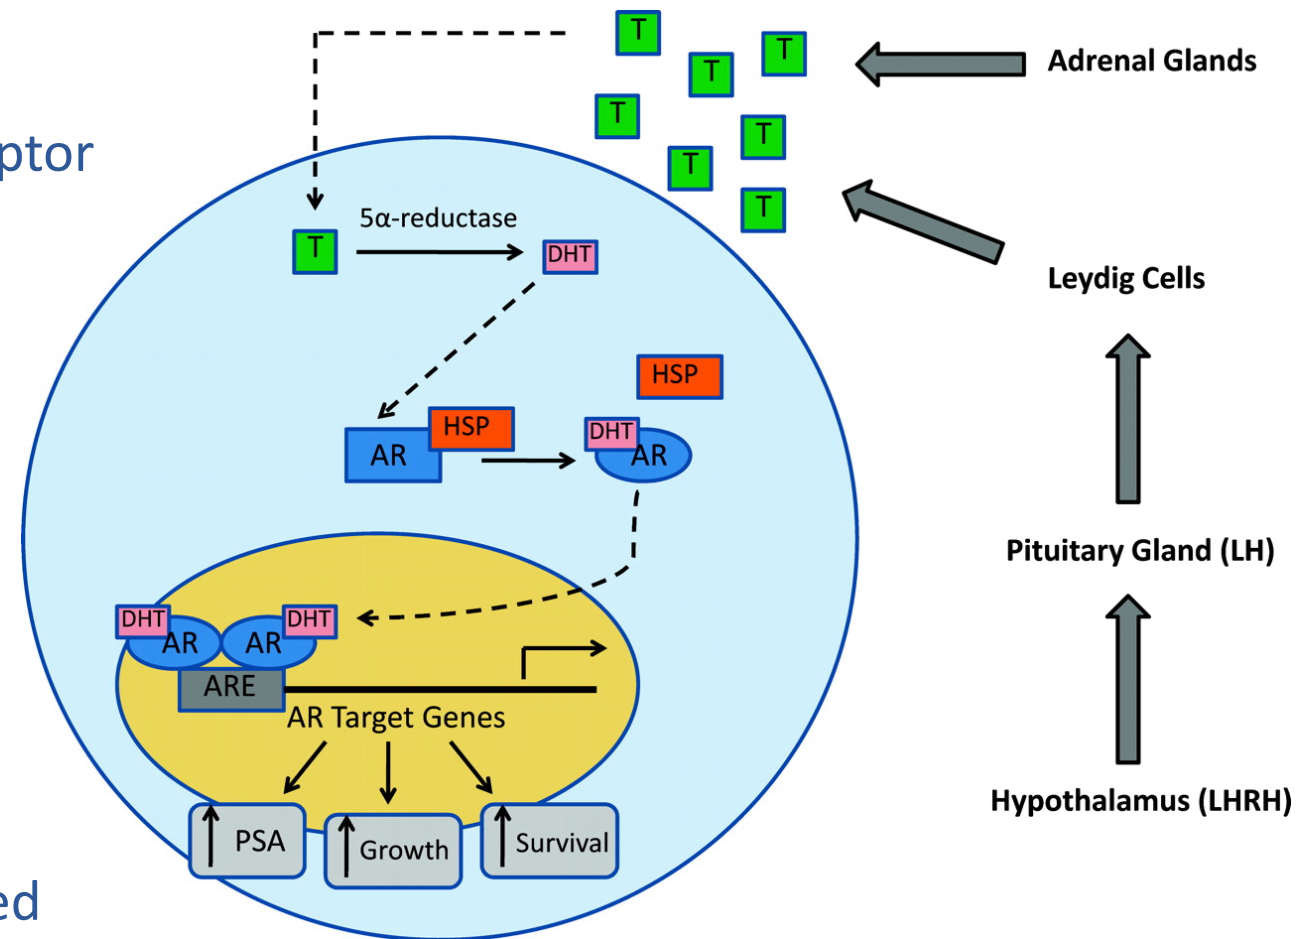 T
T
T
Adrenal Glands
T
T
ptor
T
T
5α-reductase
T
DHT
Leydig Cells
HSP
HSP
DHT
AR
AR
Pituitary Gland (LH)
DHT
DHT
AR
AR
ARE
AR Target Genes
Hypothalamus (LHRH)
PSA
Growth
Survival
ed